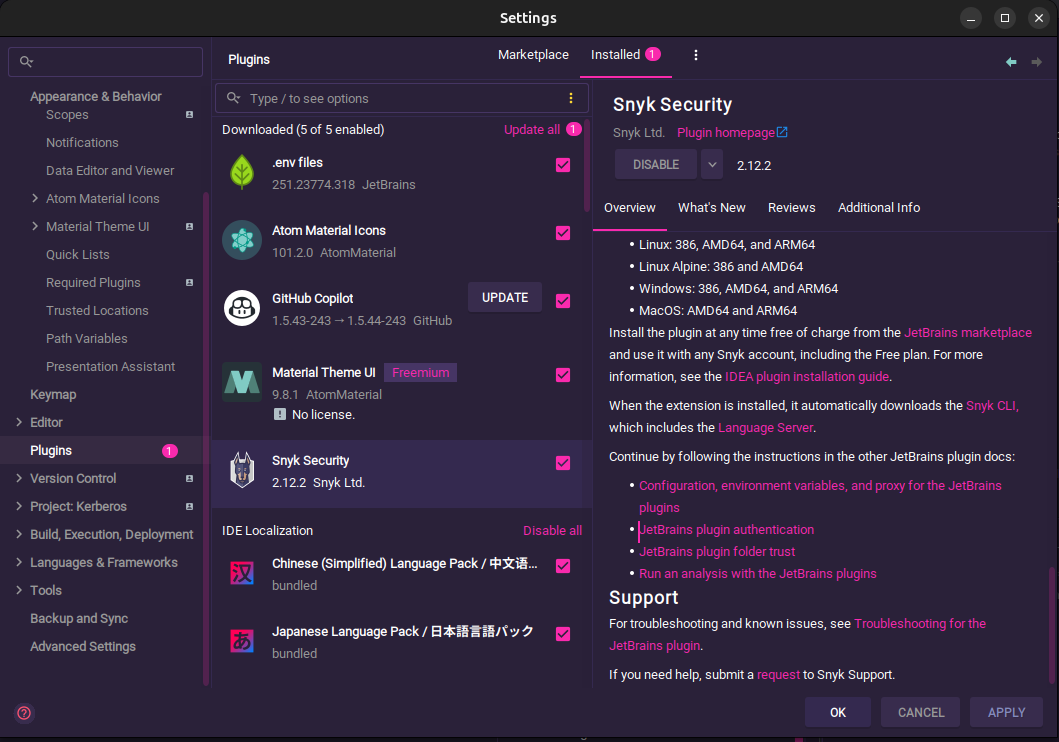 Settings
Plugins
Marketplace
Installed 1
Appearance & Behavior
Scopes
Notifications
Data Editor and Viewer
Atom Material Icons
Material Theme UI
Quick Lists
Required Plugins
Trusted Locations
Path Variables
Presentation Assistant
Keymap
Editor
Plugins 1
Version Control
Project: Kerberos
Build, Execution, Deployment
Languages & Frameworks
Tools
Backup and Sync
Advanced Settings
Type / to see options
Downloaded (5 of 5 enabled) Update all 1
.env files
251.23774.318 JetBrains
Atom Material Icons
101.2.0 AtomMaterial
GitHub Copilot UPDATE
1.5.43-243 → 1.5.44-243 GitHub
Material Theme UI Freemium
9.8.1 AtomMaterial
No license.
Snyk Security
2.12.2 Snyk Ltd.
IDE Localization Disable all
汉
Chinese (Simplified) Language Pack / 中文语...
bundled
あ
Japanese Language Pack / 日本語言語パック
bundled
Snyk Security
Snyk Ltd. Plugin homepage
DISABLE 2.12.2
Overview What's New Reviews Additional Info
• Linux: 386, AMD64, and ARM64
• Linux Alpine: 386 and AMD64
• Windows: 386, AMD64, and ARM64
• MacOS: AMD64 and ARM64
Install the plugin at any time free of charge from the JetBrains marketplace
and use it with any Snyk account, including the Free plan. For more
information, see the IDEA plugin installation guide.
When the extension is installed, it automatically downloads the Snyk CLI,
which includes the Language Server.
Continue by following the instructions in the other JetBrains plugin docs:
• Configuration, environment variables, and proxy for the JetBrains
plugins
• JetBrains plugin authentication
• JetBrains plugin folder trust
• Run an analysis with the JetBrains plugins
Support
For troubleshooting and known issues, see Troubleshooting for the
JetBrains plugin.
If you need help, submit a request to Snyk Support.
OK CANCEL APPLY